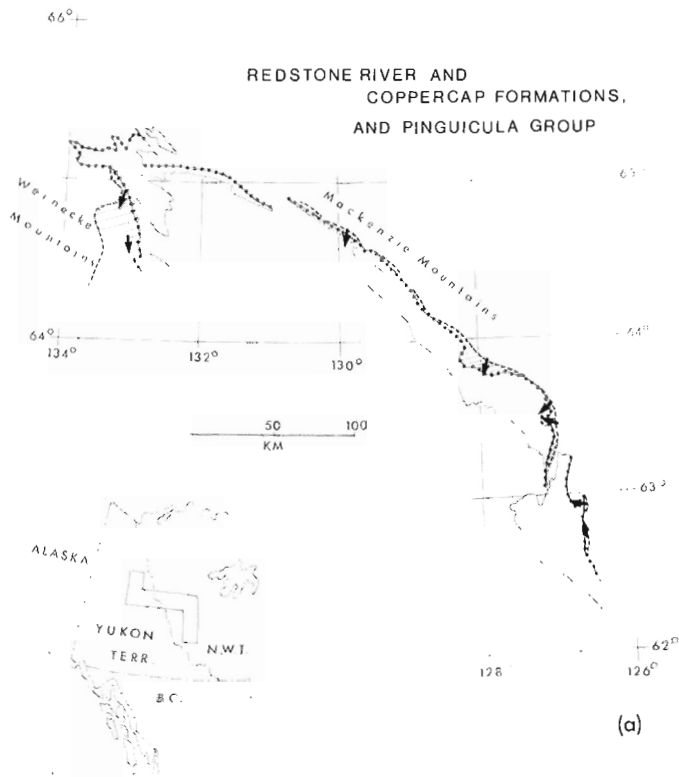 66°
REDSTONE RIVER AND
COPPERCAP FORMATIONS,
AND PINGUICULA GROUP
Wernecke
Mountains
Mackenzie Mountains
64°
134°
132°
130°
64°
50
100
KM
63°
ALASKA
YUKON
TERR.
N.W.T.
B.C.
128
62°
126°
(a)